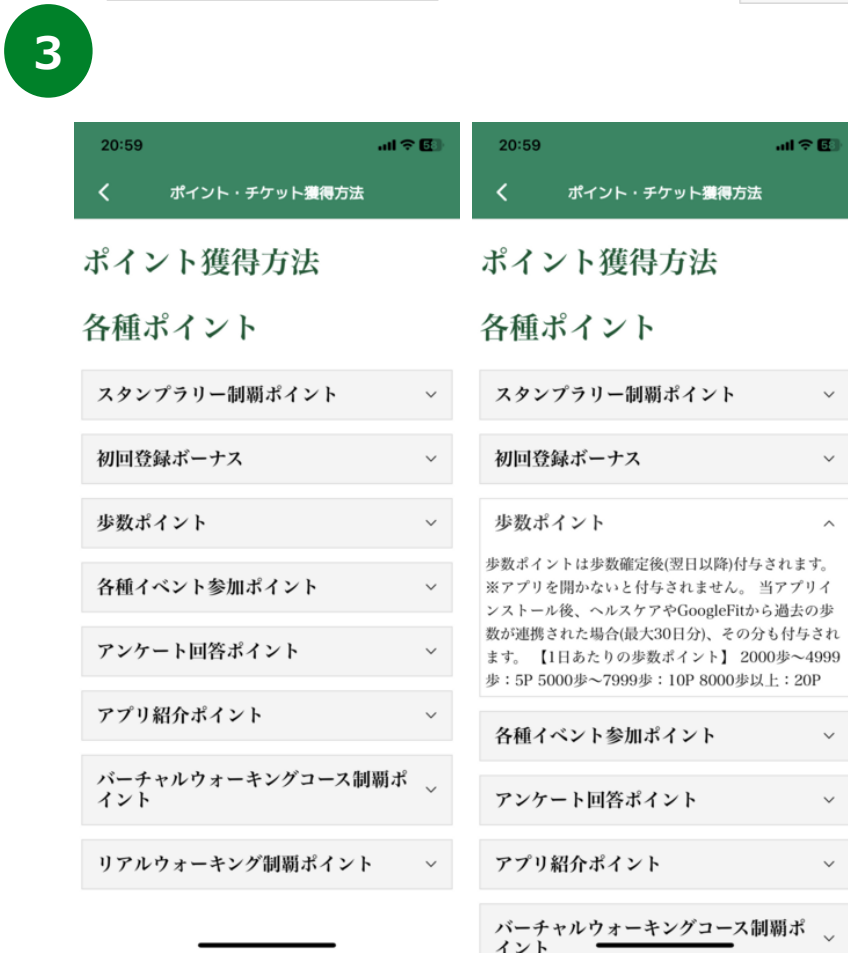 3
20:59
ポイント・チケット獲得方法
ポイント獲得方法
各種ポイント
スタンプラリー制覇ポイント
初回登録ボーナス
歩数ポイント
各種イベント参加ポイント
アンケート回答ポイント
アプリ紹介ポイント
バーチャルウォーキングコース制覇ポ
イント
リアルウォーキング制覇ポイント
20:59
ポイント・チケット獲得方法
ポイント獲得方法
各種ポイント
スタンプラリー制覇ポイント
初回登録ボーナス
歩数ポイント
歩数ポイントは歩数確定後(翌日以降)付与されます。
※アプリを開かないと付与されません。 当アプリイ
ンストール後、ヘルスケアやGoogleFitから過去の歩
数が連携された場合(最大30日分)、その分も付与され
ます。 【1日あたりの歩数ポイント】 2000歩〜4999
歩：5P 5000歩〜7999歩：10P 8000歩以上：20P
各種イベント参加ポイント
アンケート回答ポイント
アプリ紹介ポイント
バーチャルウォーキングコース制覇ポ
イント